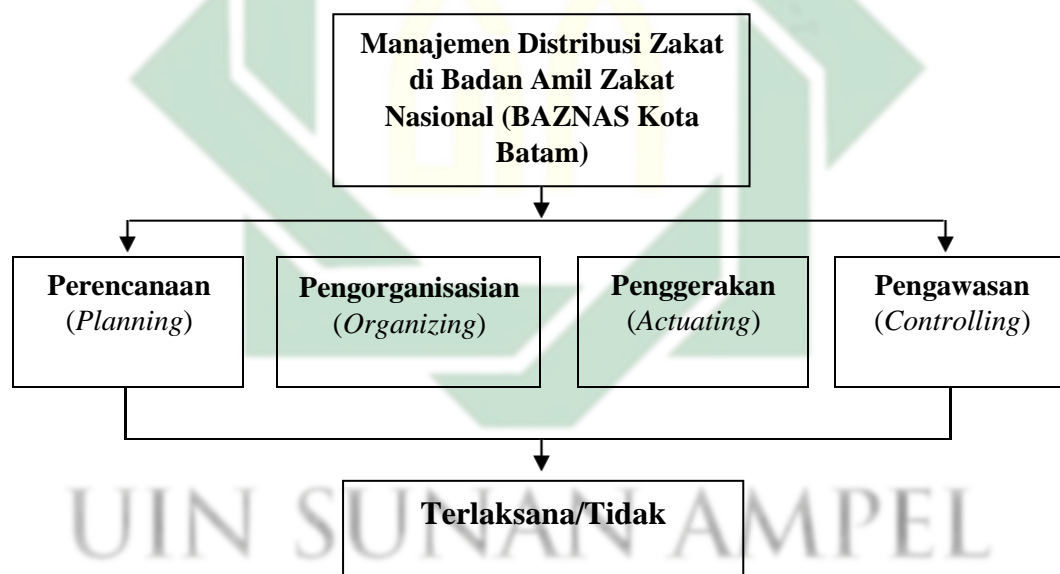 Manajemen Distribusi Zakat
di Badan Amil Zakat
Nasional (BAZNAS Kota
Batam)
Perencanaan
(Planning)
Pengorganisasian
(Organizing)
Penggerakan
(Actuating)
Pengawasan
(Controlling)
Terlaksana/Tidak
UIN SUNAN AMPEL